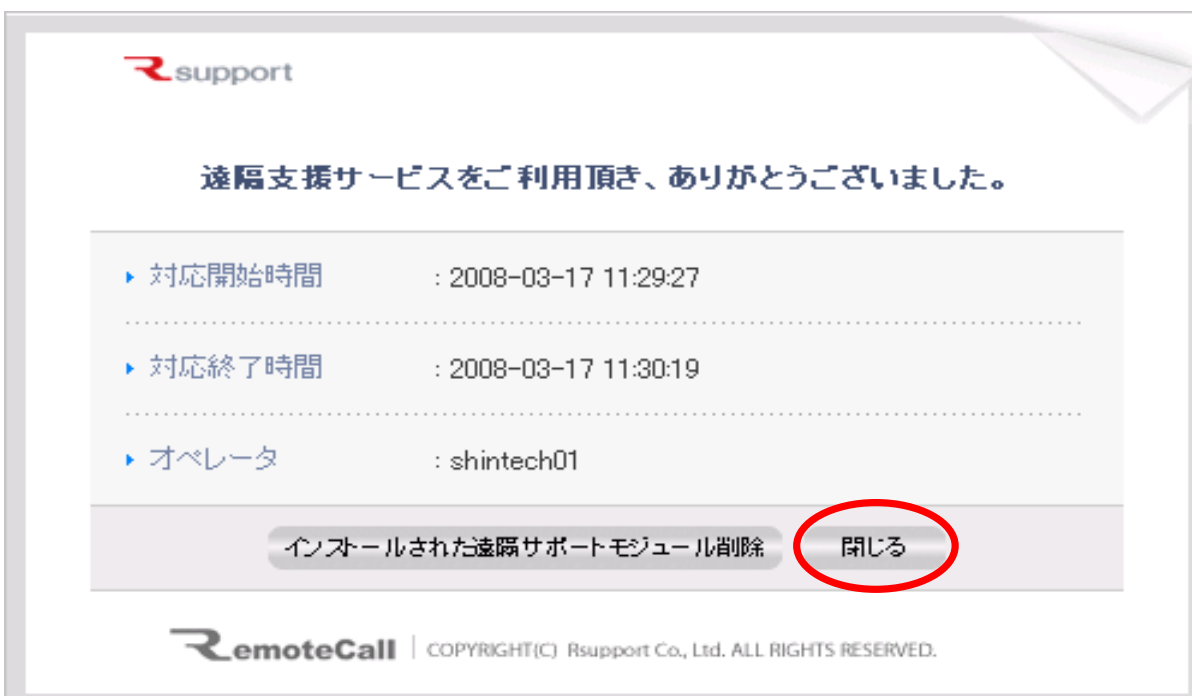 Rsupport
遠隔支援サービスをご利用頂き、ありがとうございました。
対応開始時間 : 2008-03-17 11:29:27
対応終了時間 : 2008-03-17 11:30:19
オペレータ : shintech01
インストールされた遠隔サポートモジュール削除 閉じる
RemoteCall COPYRIGHT(C) Rsupport Co., Ltd. ALL RIGHTS RESERVED.